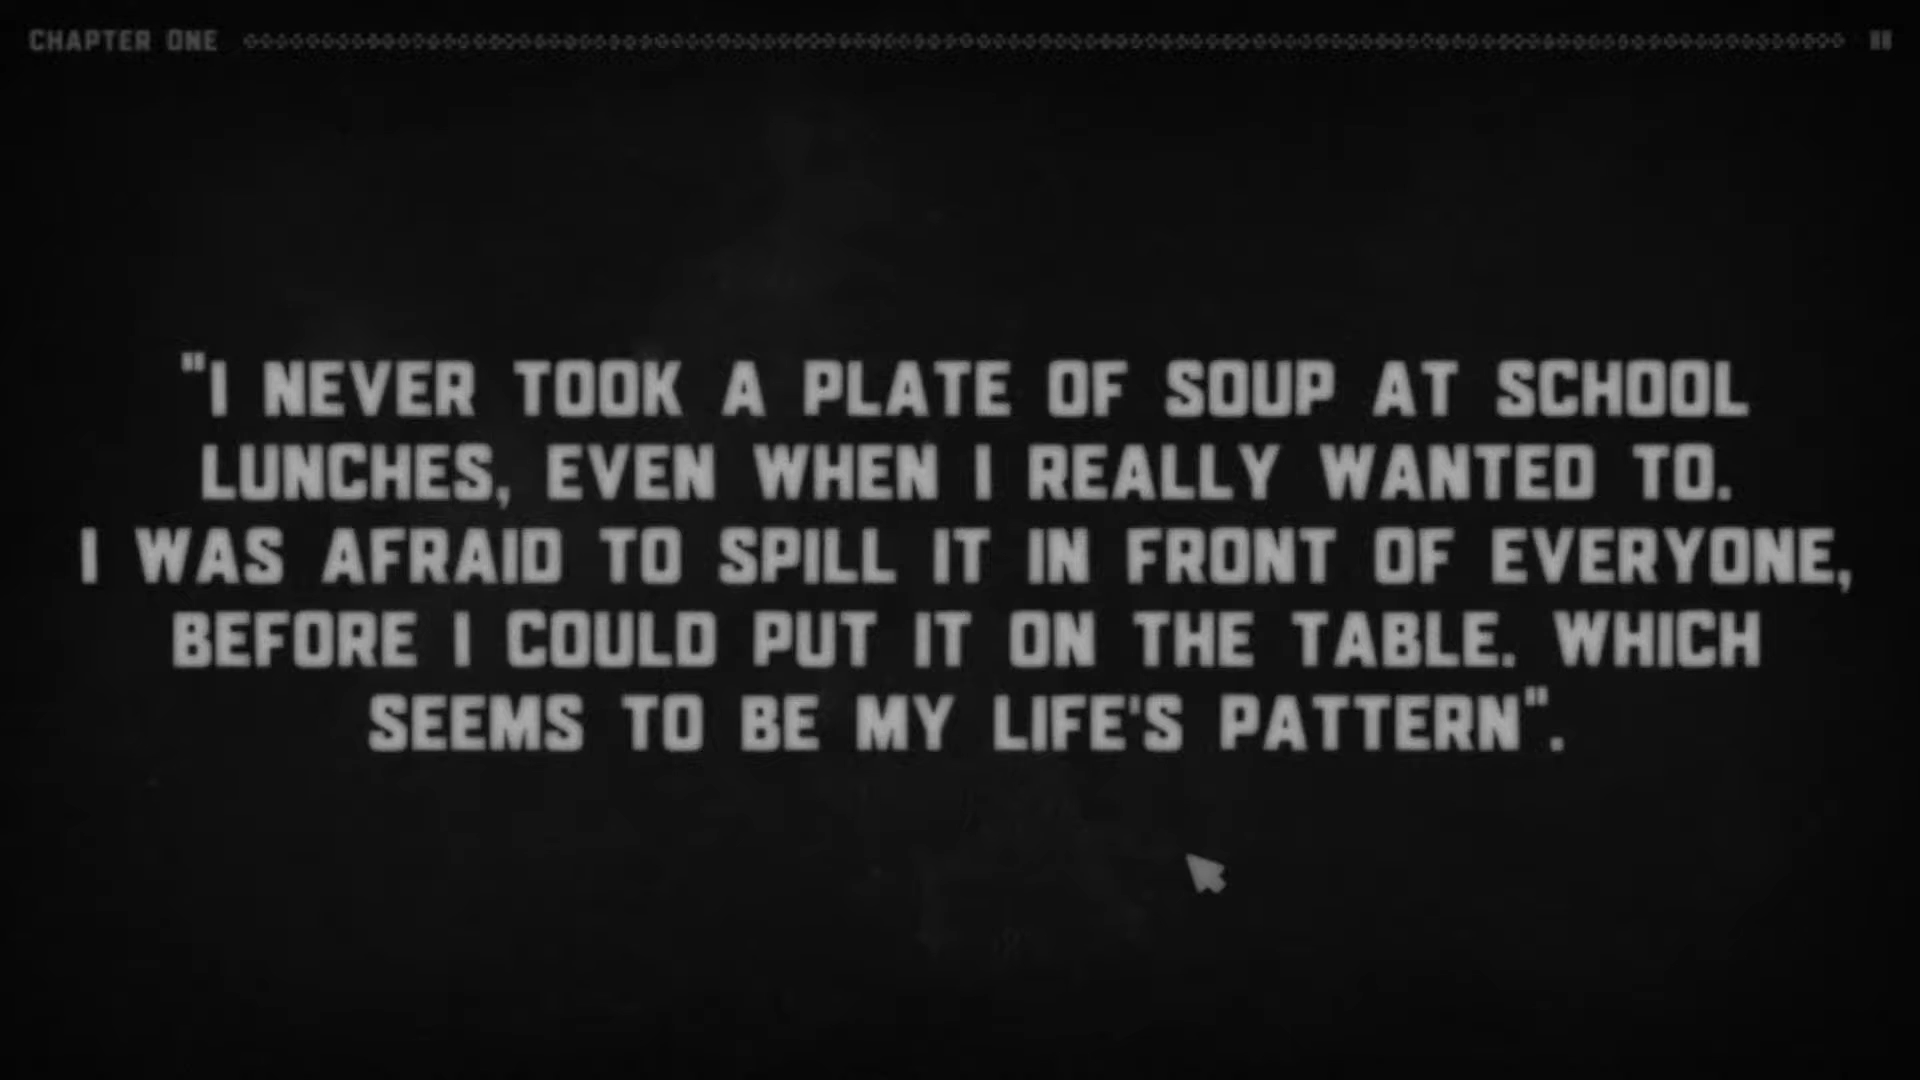 CHAPTER ONE
"I NEVER TOOK A PLATE OF SOUP AT SCHOOL
LUNCHES, EVEN WHEN I REALLY WANTED TO.
I WAS AFRAID TO SPILL IT IN FRONT OF EVERYONE,
BEFORE I COULD PUT IT ON THE TABLE. WHICH
SEEMS TO BE MY LIFE'S PATTERN".